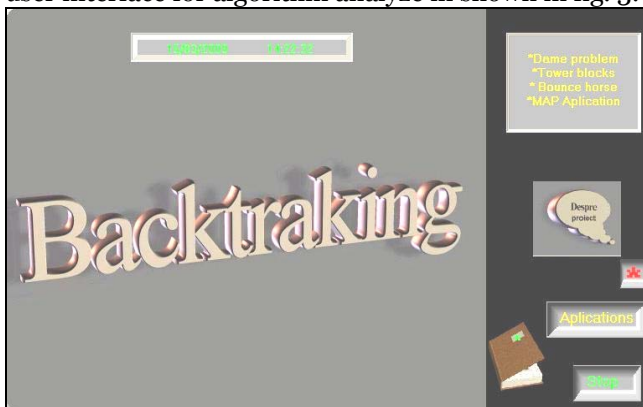 user interface for algorithm analyze in shown in fig. 3.
*Dame problem
*Tower blocks
* Bounce horse
*MAP Aplication
Backtraking
Despre
proiect
*
Aplications
Stop